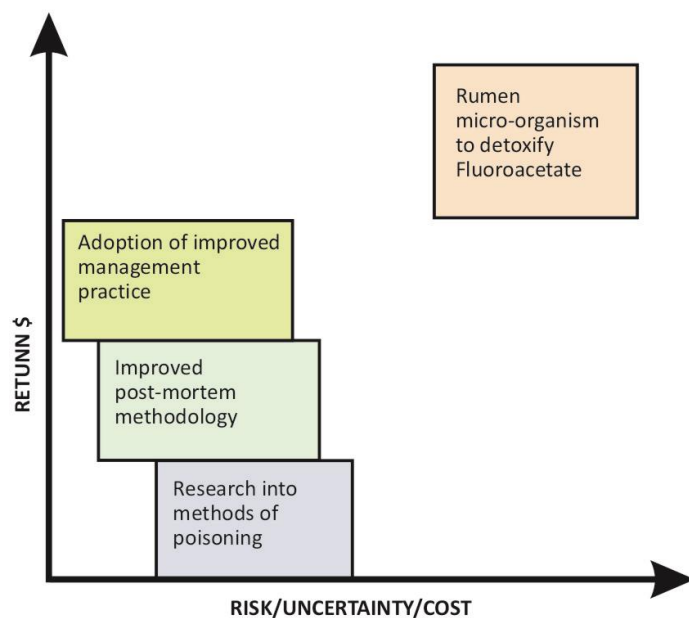 Rumen
micro-organism
to detoxify
Fluoroacetate
Adoption of improved
management
practice
Improved
post-mortem
methodology
Research into
methods of
poisoning
RETUNN $
RISK/UNCERTAINTY/COST